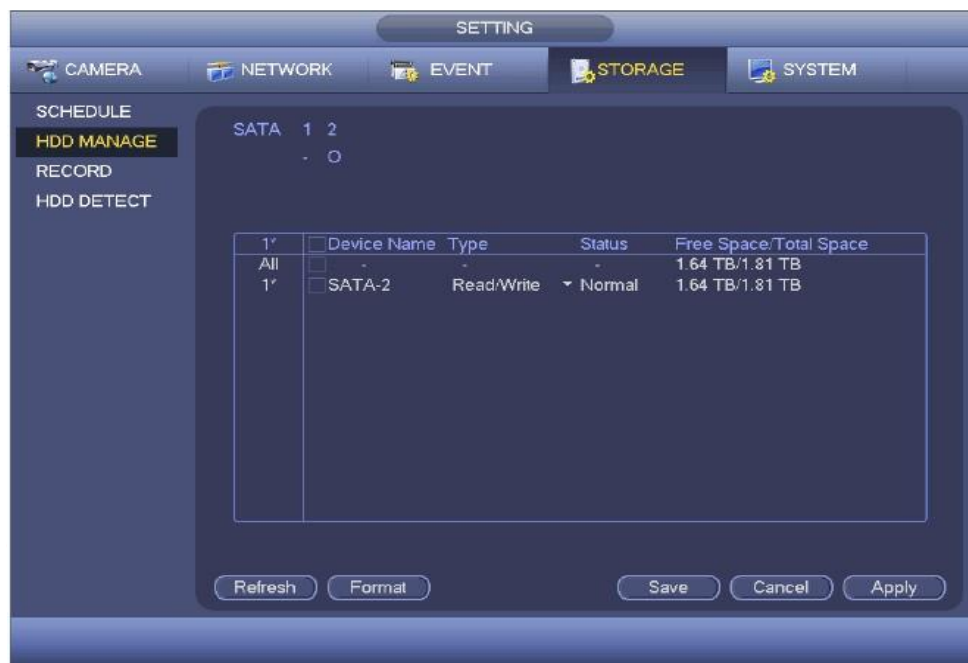 SETTING
CAMERA NETWORK EVENT STORAGE SYSTEM
SCHEDULE
HDD MANAGE
RECORD
HDD DETECT
SATA 1 2
- O
1* Device Name Type Status Free Space/Total Space
All - - - 1.64 TB/1.81 TB
1* SATA-2 Read/Write Normal 1.64 TB/1.81 TB
Refresh Format Save Cancel Apply